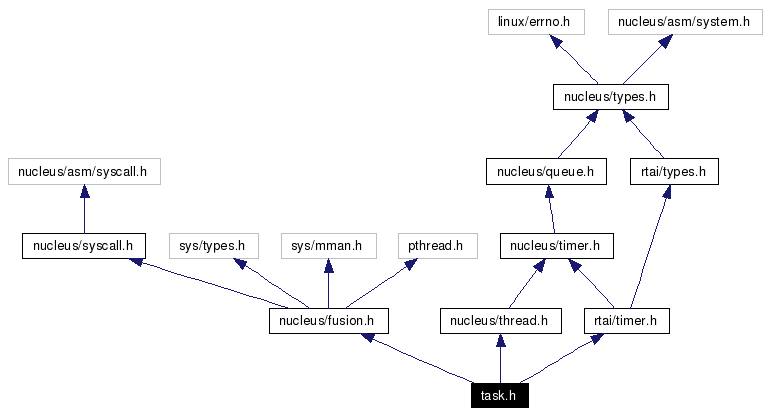 linux/errno.h
nucleus/asm/system.h
nucleus/types.h
nucleus/asm/syscall.h
nucleus/queue.h
rtai/types.h
nucleus/syscall.h
sys/types.h
sys/mman.h
pthread.h
nucleus/timer.h
nucleus/fusion.h
nucleus/thread.h
rtai/timer.h
task.h